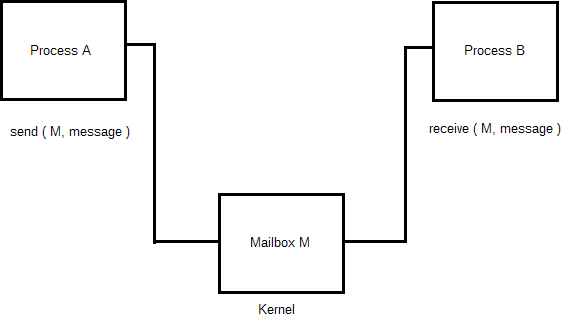 Process A
Process B
send ( M, message )
receive ( M, message )
Mailbox M
Kernel